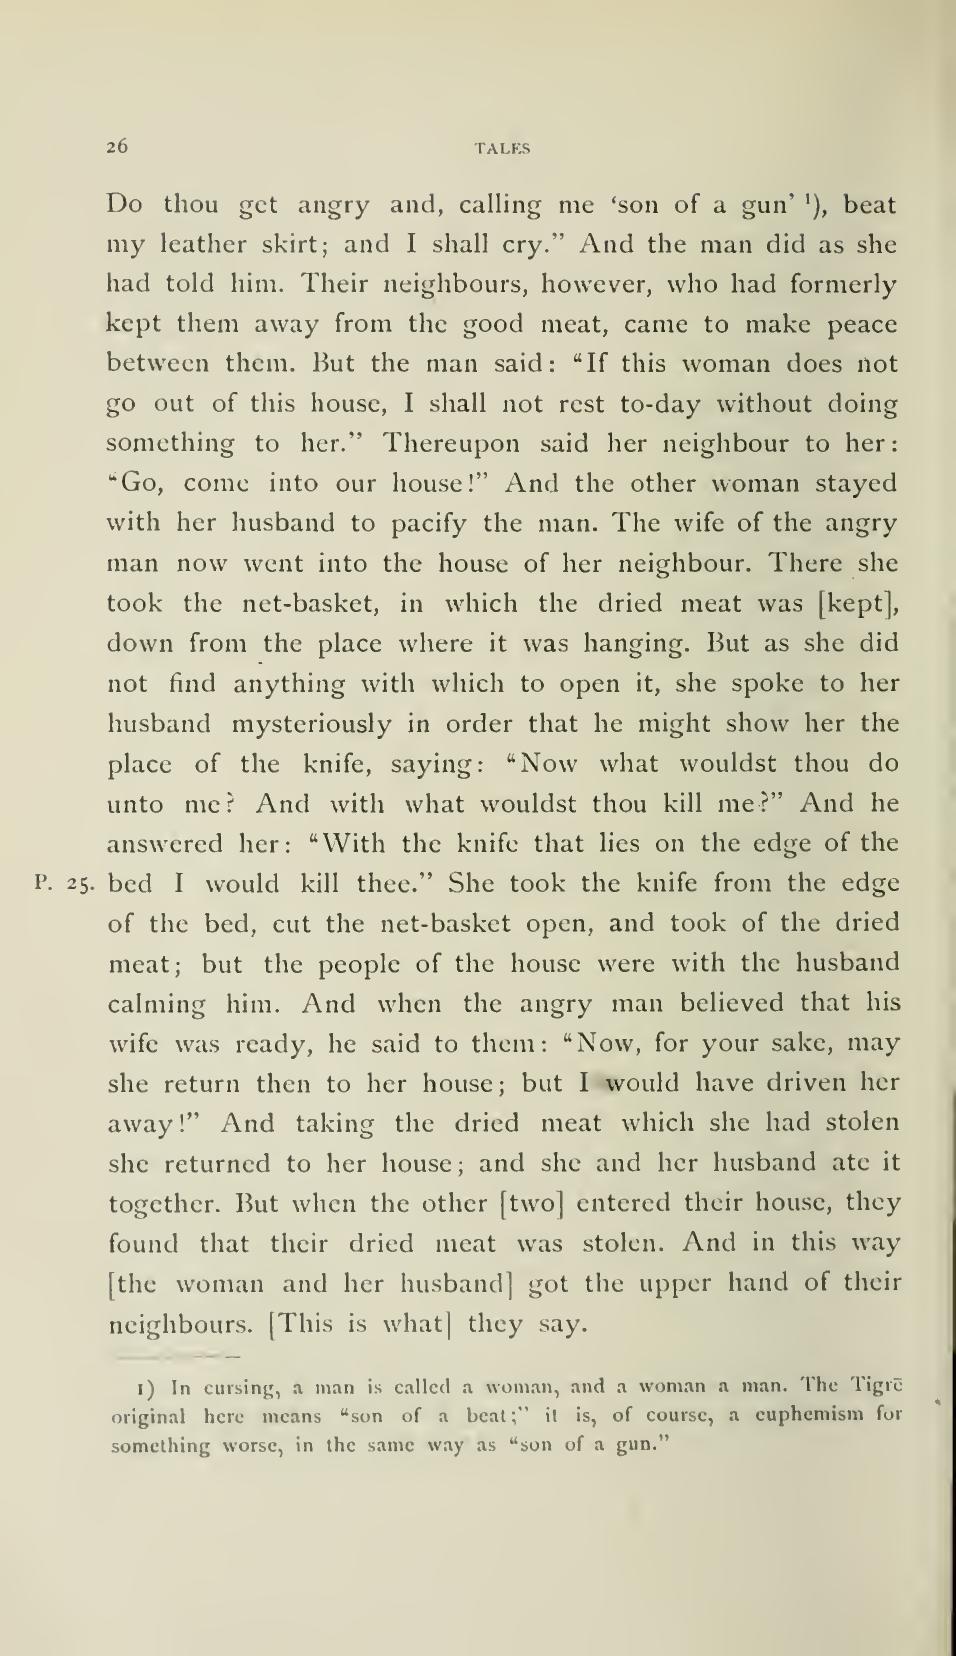 26 TALES
Do thou get angry and, calling me ‘son of a gun’ ¹), beat
my leather skirt; and I shall cry.” And the man did as she
had told him. Their neighbours, however, who had formerly
kept them away from the good meat, came to make peace
between them. But the man said: “If this woman does not
go out of this house, I shall not rest to-day without doing
something to her.” Thereupon said her neighbour to her:
“Go, come into our house!” And the other woman stayed
with her husband to pacify the man. The wife of the angry
man now went into the house of her neighbour. There she
took the net-basket, in which the dried meat was [kept],
down from the place where it was hanging. But as she did
not find anything with which to open it, she spoke to her
husband mysteriously in order that he might show her the
place of the knife, saying: “Now what wouldst thou do
unto me? And with what wouldst thou kill me?” And he
answered her: “With the knife that lies on the edge of the
P. 25. bed I would kill thee.” She took the knife from the edge
of the bed, cut the net-basket open, and took of the dried
meat; but the people of the house were with the husband
calming him. And when the angry man believed that his
wife was ready, he said to them: “Now, for your sake, may
she return then to her house; but I would have driven her
away!” And taking the dried meat which she had stolen
she returned to her house; and she and her husband ate it
together. But when the other [two] entered their house, they
found that their dried meat was stolen. And in this way
[the woman and her husband] got the upper hand of their
neighbours. [This is what] they say.
1) In cursing, a man is called a woman, and a woman a man. The Tigrē
original here means “son of a beat;” it is, of course, a euphemism for
something worse, in the same way as “son of a gun.”